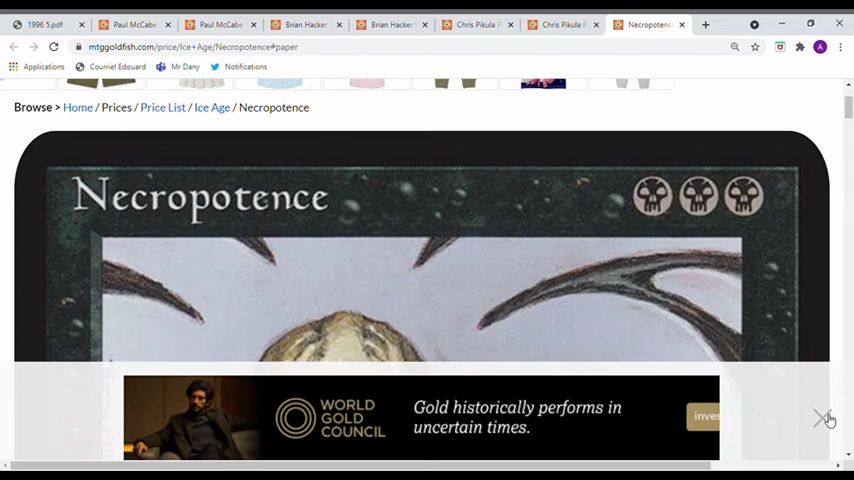 1996 5.pdf
Paul McCabe
Paul McCabe
Brian Hacker
Brian Hacker
Chris Pikula P
Chris Pikula P
Necropotence
mtggoldfish.com/price/Ice+Age/Necropotence#paper
A
Applications
Courriel Edouard
Mr Dany
Notifications
Browse > Home / Prices / Price List / Ice Age / Necropotence
Necropotence
WORLD
GOLD
COUNCIL
Gold historically performs in
uncertain times.
inves